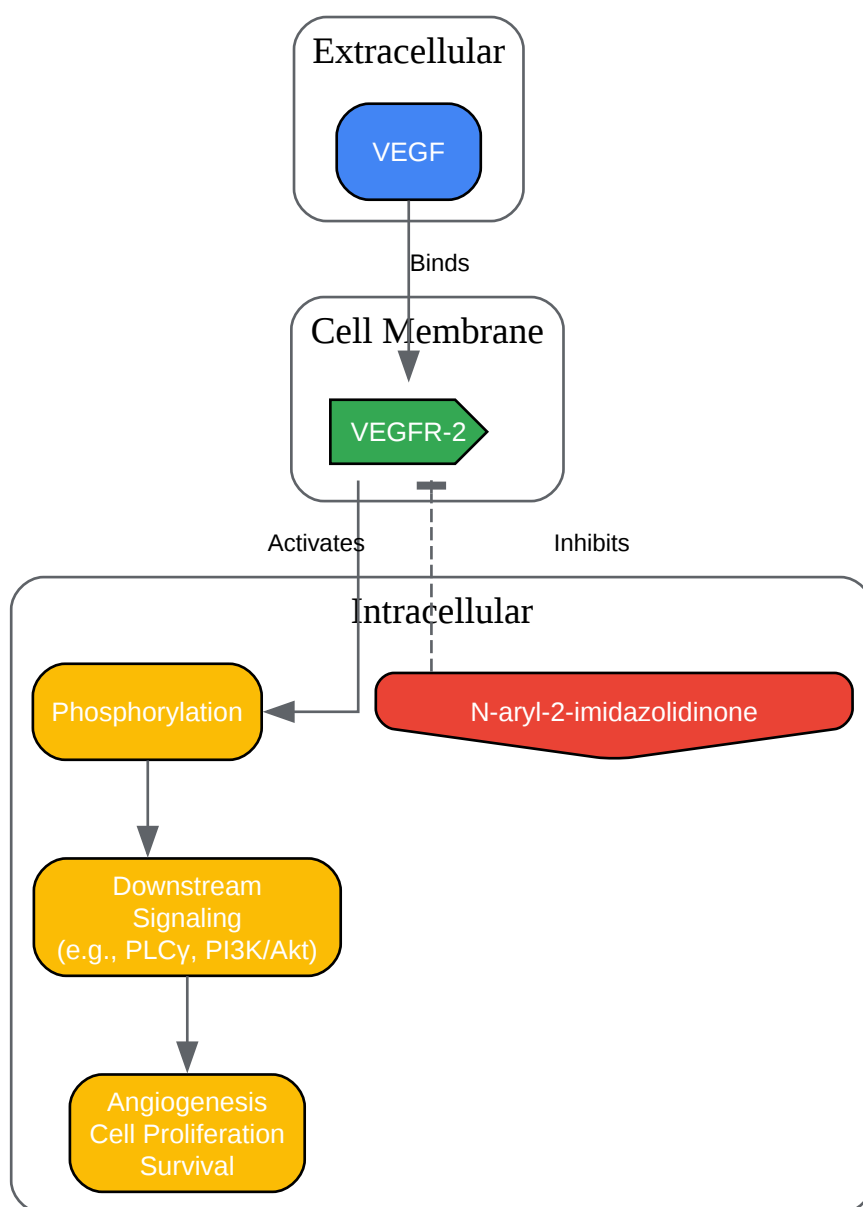 Extracellular
VEGF
Binds
Cell Membrane
VEGFR-2
Activates
Inhibits
Intracellular
Phosphorylation
N-aryl-2-imidazolidinone
Downstream
Signaling
(e.g., PLCγ, PI3K/Akt)
Angiogenesis
Cell Proliferation
Survival